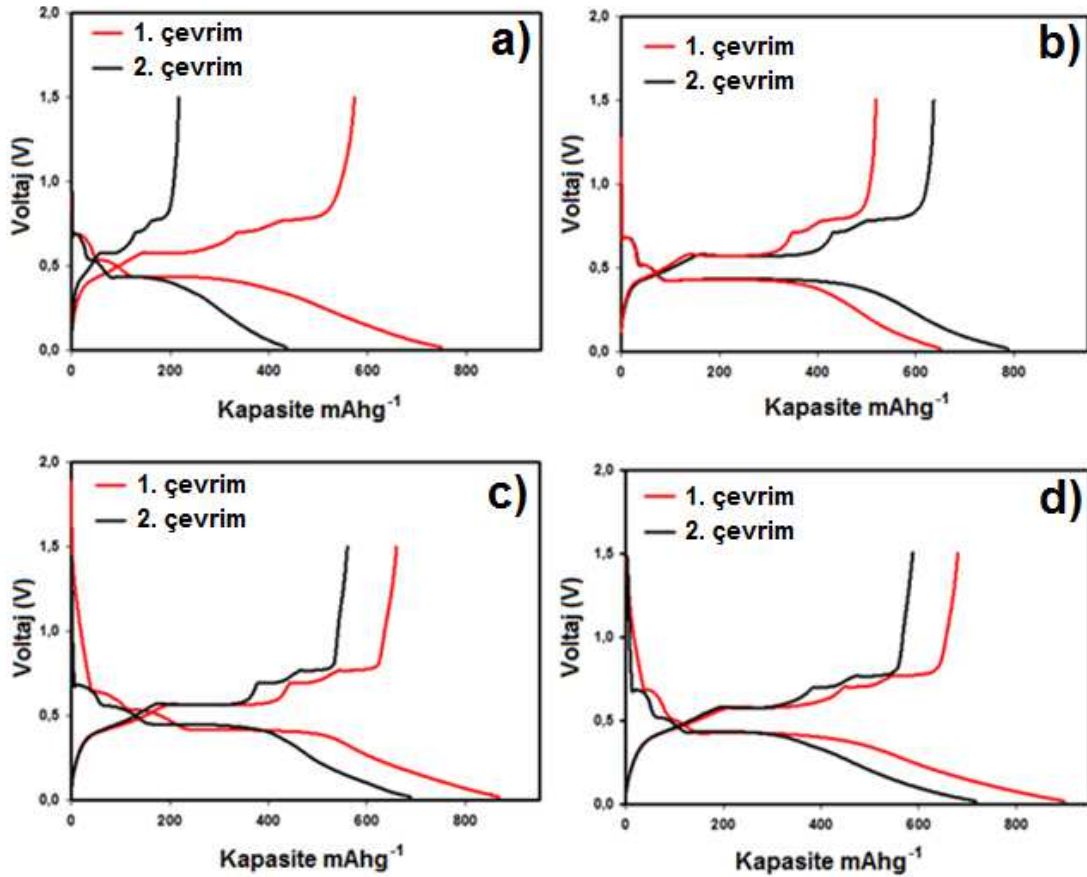 a)
1. çevrim
2. çevrim
2,0
1,5
1,0
0,5
0,0
Voltaj (V)
0
200
400
600
800
Kapasite mAhg⁻¹
b)
1. çevrim
2. çevrim
2,0
1,5
1,0
0,5
0,0
Voltaj (V)
0
200
400
600
800
Kapasite mAhg⁻¹
c)
1. çevrim
2. çevrim
2,0
1,5
1,0
0,5
0,0
Voltaj (V)
0
200
400
600
800
Kapasite mAhg⁻¹
d)
1. çevrim
2. çevrim
2,0
1,5
1,0
0,5
0,0
Voltaj (V)
0
200
400
600
800
Kapasite mAhg⁻¹